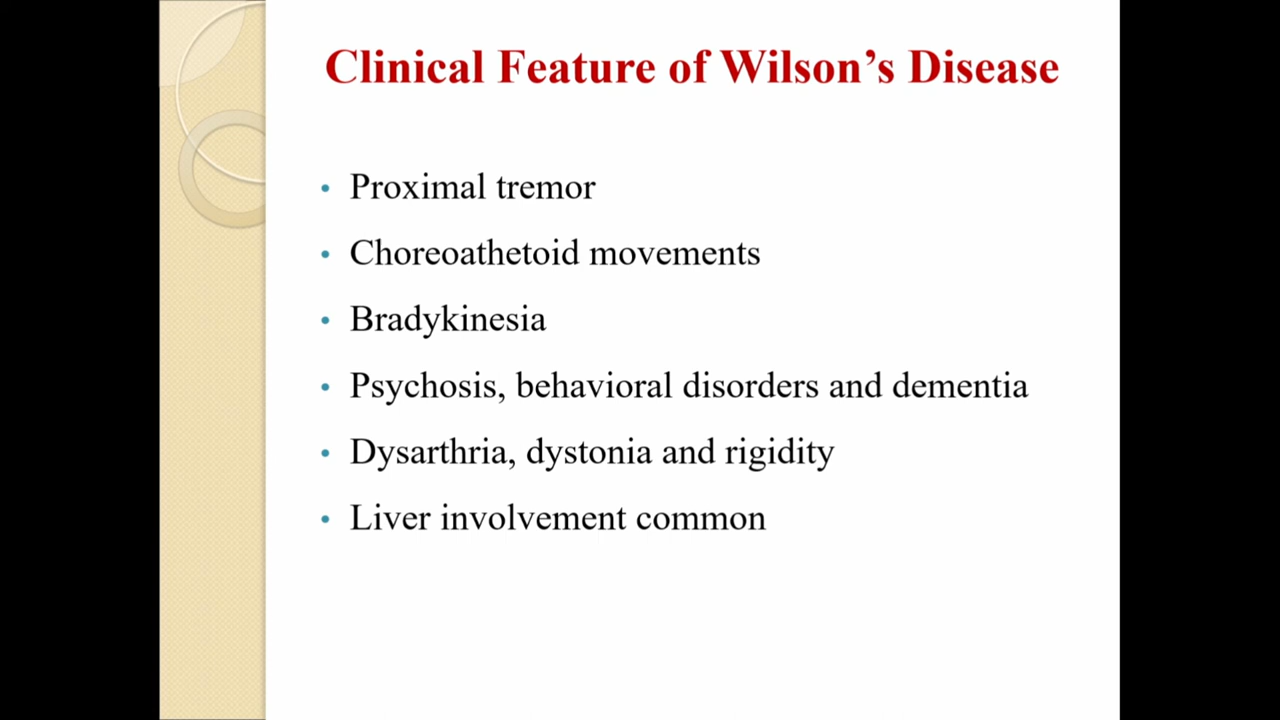 Clinical Feature of Wilson’s Disease
• Proximal tremor
• Choreoathetoid movements
• Bradykinesia
• Psychosis, behavioral disorders and dementia
• Dysarthria, dystonia and rigidity
• Liver involvement common